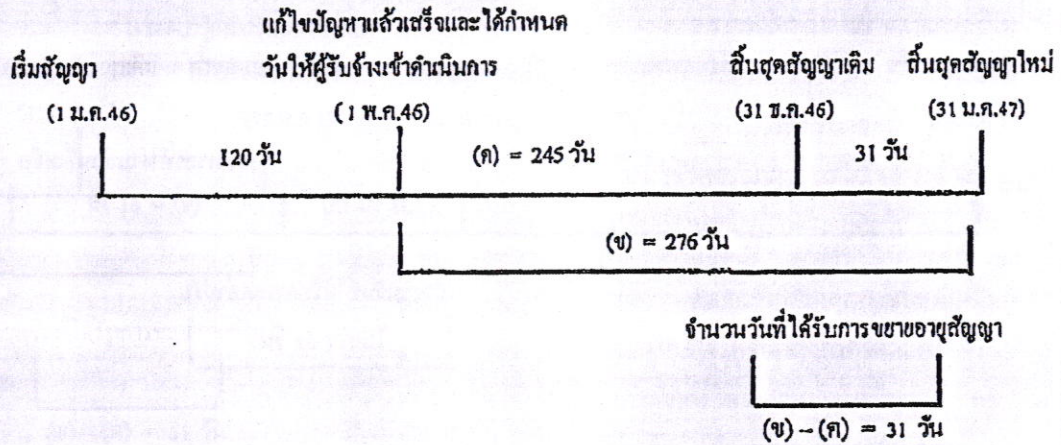 แก้ไขปัญหาแล้วเสร็จและได้กำหนด
เริ่มสัญญา วันให้ผู้รับจ้างเข้าดำเนินการ สิ้นสุดสัญญาเดิม สิ้นสุดสัญญาใหม่
(1 ม.ค.46) (1 พ.ค.46) (31 ธ.ค.46) (31 ม.ค.47)
120 วัน (ค) = 245 วัน 31 วัน
(ข) = 276 วัน
จำนวนวันที่ได้รับการขยายอายุสัญญา
(ข) – (ค) = 31 วัน